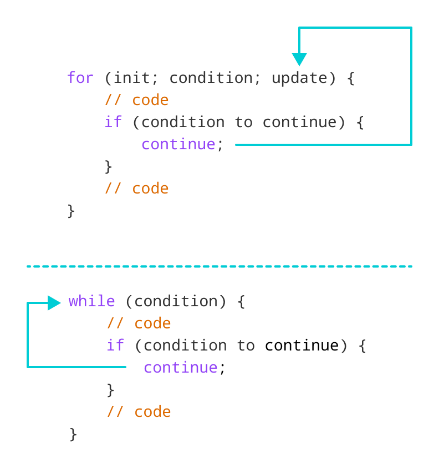 for (init; condition; update) {
    // code
    if (condition to continue) {
        continue;
    }
    // code
}
while (condition) {
    // code
    if (condition to continue) {
        continue;
    }
    // code
}